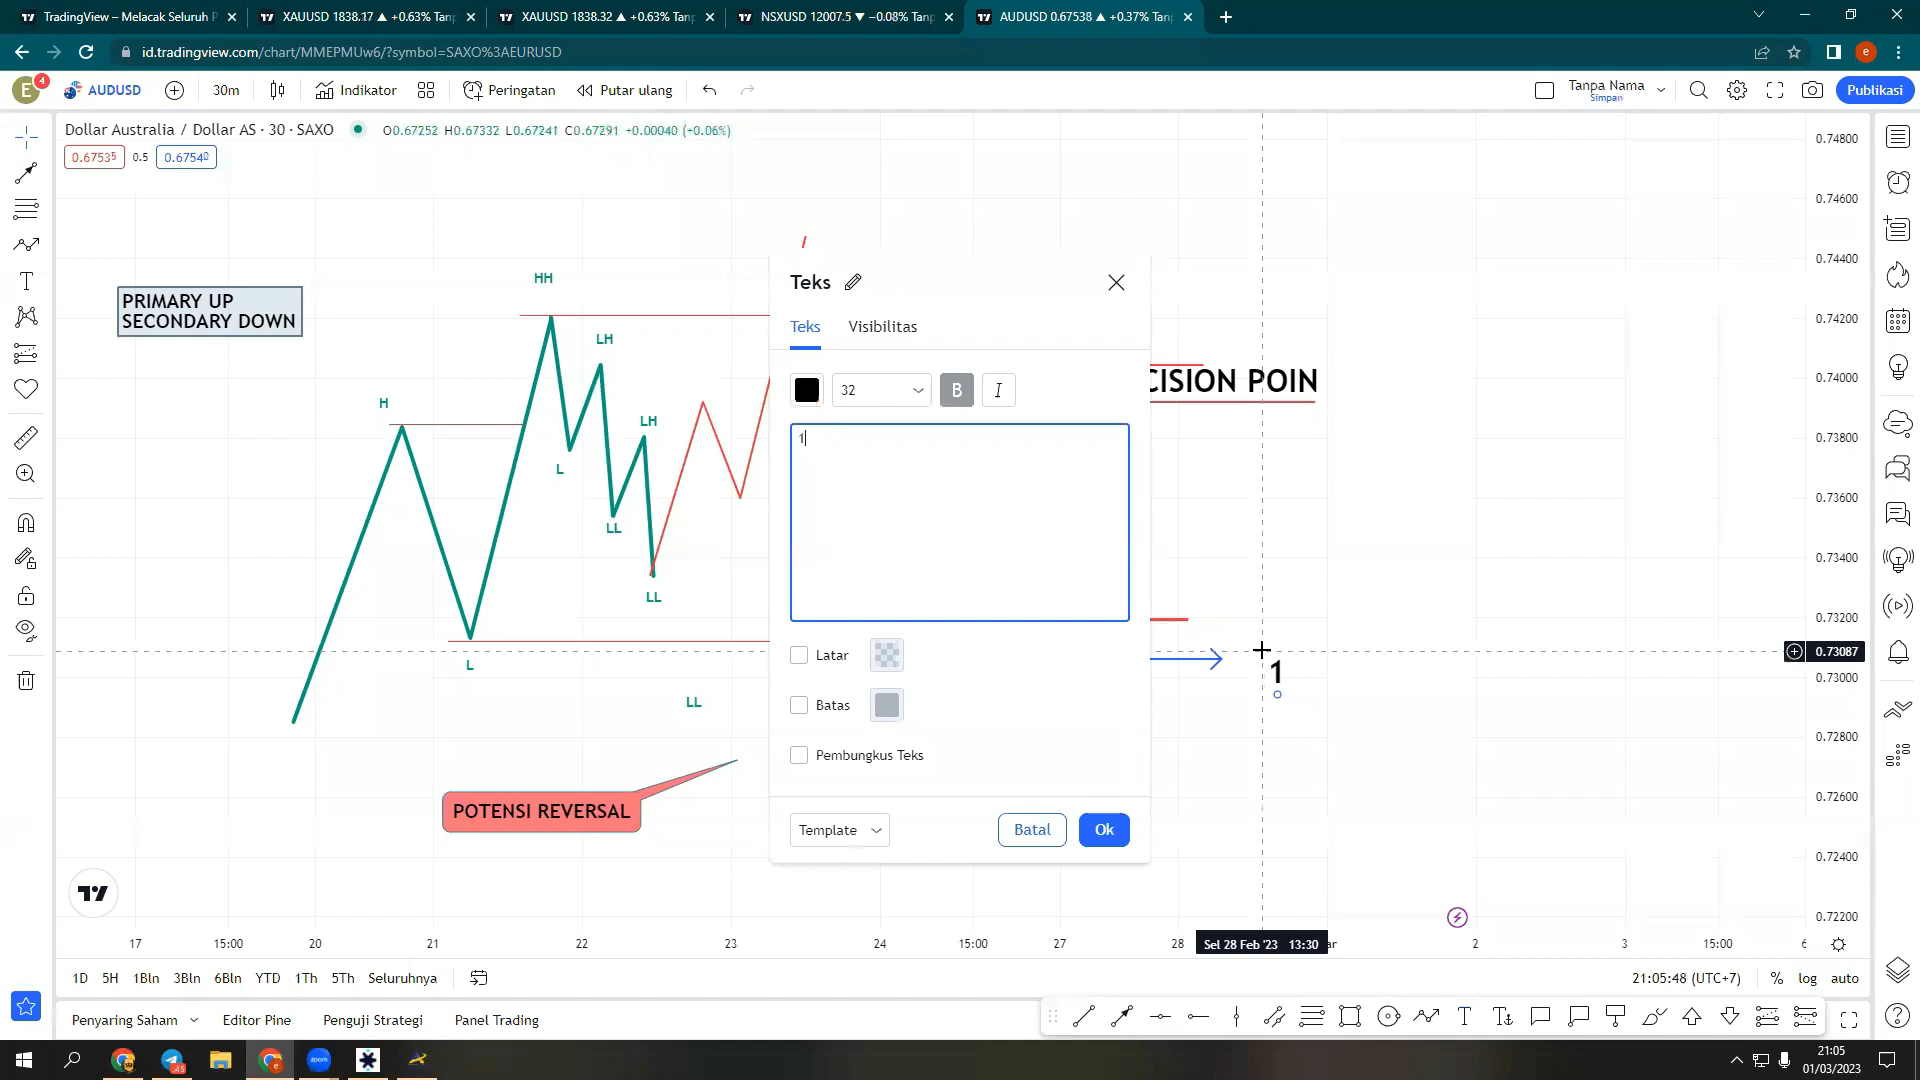 TradingView – Melacak Seluruh P
XAUUSD 1838.17 ▲ +0.63% Tanp
XAUUSD 1838.32 ▲ +0.63% Tanp
NSXUSD 12007.5 ▼ −0.08% Tanp
AUDUSD 0.67538 ▲ +0.37% Tanp
id.tradingview.com/chart/MMEPMUw6/?symbol=SAXO%3AEURUSD
e
E
4
AUDUSD
30m
Indikator
Peringatan
Putar ulang
Tanpa Nama
Simpan
Publikasi
Dollar Australia / Dollar AS · 30 · SAXO
O0.67252 H0.67332 L0.67241 C0.67291 +0.00040 (+0.06%)
0.67535 0.5 0.67540
PRIMARY UP
SECONDARY DOWN
H
HH
LH
LH
L
LL
LL
L
LL
POTENSI REVERSAL
CISION POIN
1
Teks
Teks
Visibilitas
32
B
I
1
Latar
Batas
Pembungkus Teks
Template
Batal
Ok
0.74800
0.74600
0.74400
0.74200
0.74000
0.73800
0.73600
0.73400
0.73200
0.73087
0.73000
0.72800
0.72600
0.72400
0.72200
17 15:00 20 21 22 23 24 15:00 27 28 Sel 28 Feb '23 13:30 ar 2 3 15:00 6
1D 5H 1Bln 3Bln 6Bln YTD 1Th 5Th Seluruhnya
21:05:48 (UTC+7)
% log auto
Penyaring Saham
Editor Pine
Penguji Strategi
Panel Trading
zoom
45
21:05
01/03/2023